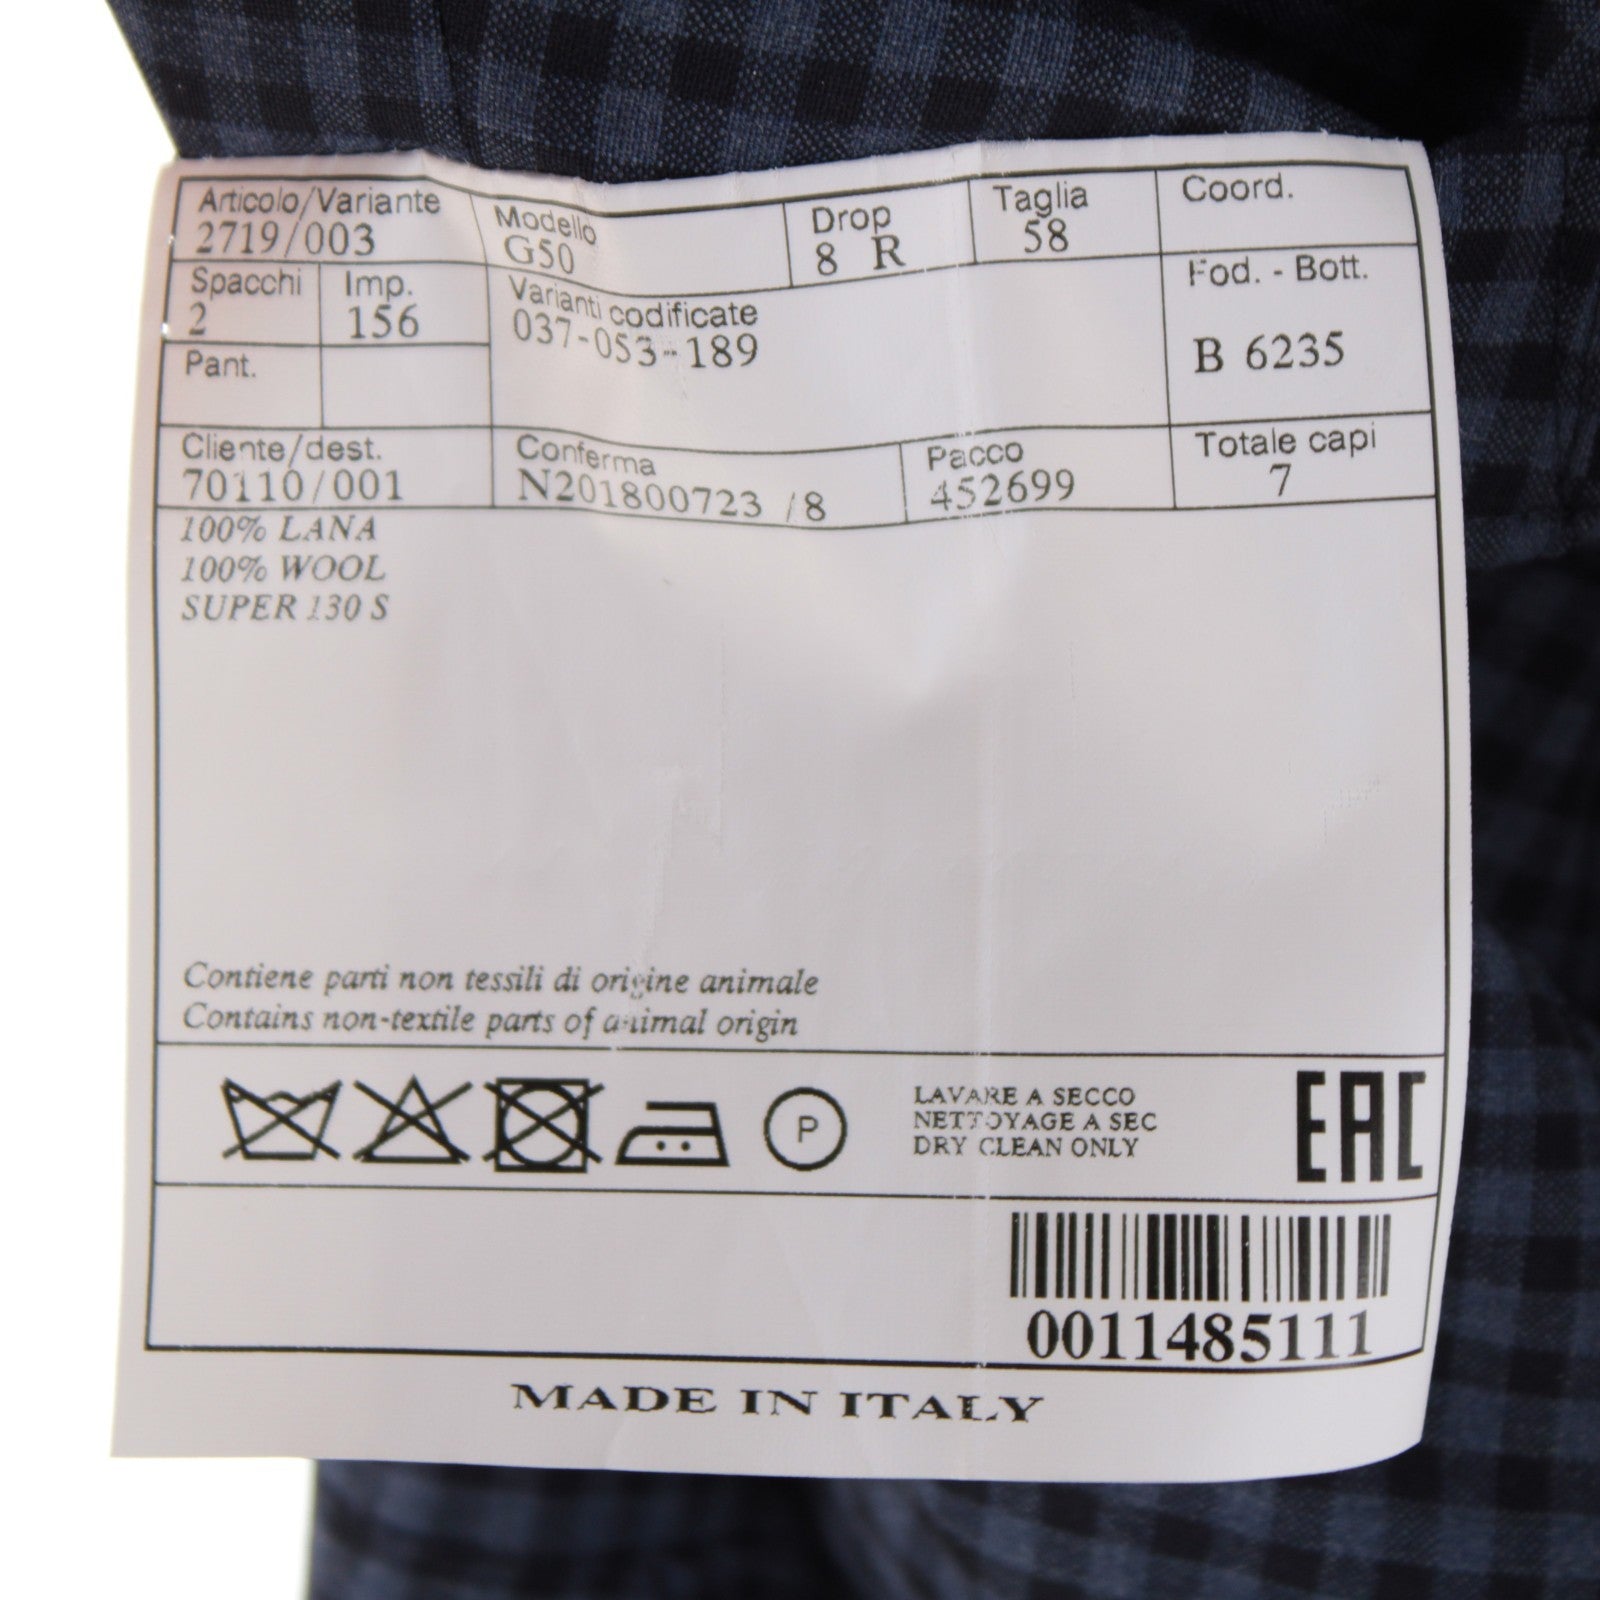 Articolo/Variante Modello Drop Taglia Coord.
2719/003 G50 8 R 58
Spacchi Imp. Varianti codificate Fod. - Bott.
2 156 037-053-189 B 6235
Pant.
Cliente/dest. Conferma Pacco Totale capi
70110/001 N201800723 /8 452699 7
100% LANA
100% WOOL
SUPER 130 S
Contiene parti non tessili di origine animale
Contains non-textile parts of animal origin
P
LAVARE A SECCO
NETTOYAGE A SEC
DRY CLEAN ONLY
EAC
0011485111
MADE IN ITALY